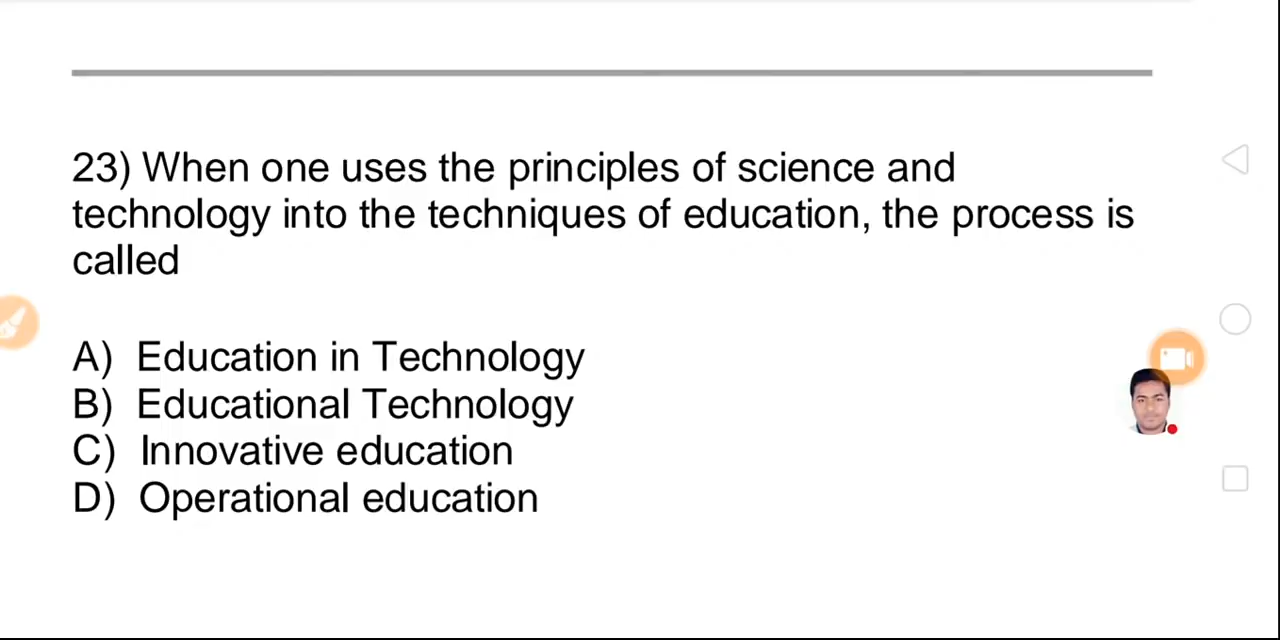 23) When one uses the principles of science and
technology into the techniques of education, the process is
called
A) Education in Technology
B) Educational Technology
C) Innovative education
D) Operational education